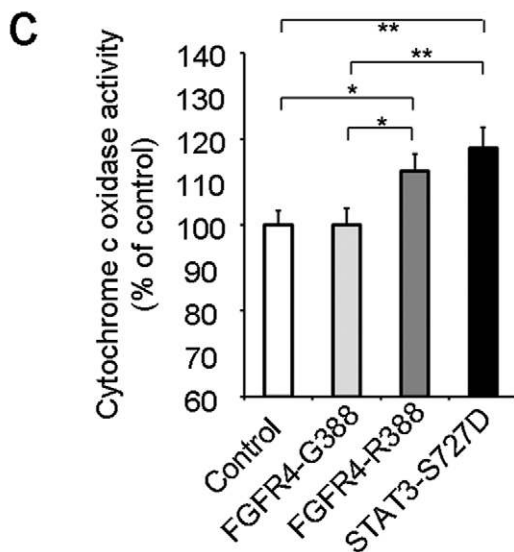 C
**
**
*
*
Cytochrome c oxidase activity
(% of control)
140
130
120
110
100
90
80
70
60
Control
FGFR4-G388
FGFR4-R388
STAT3-S727D